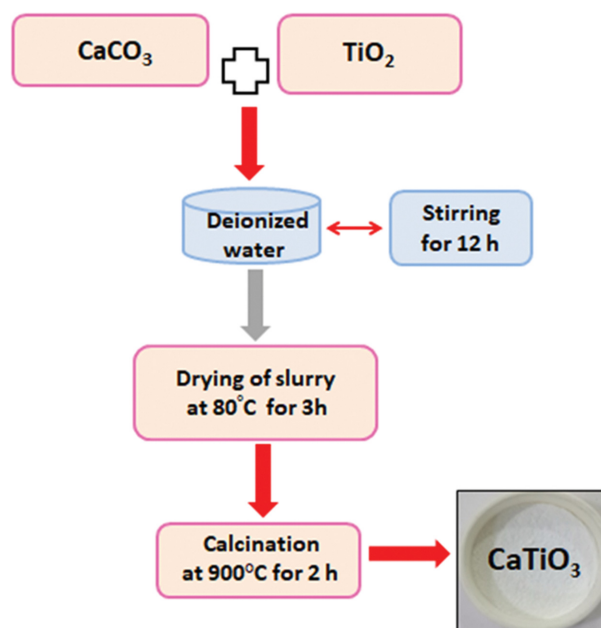 CaCO₃
TiO₂
Deionized
water
Stirring
for 12 h
Drying of slurry
at 80°C for 3h
Calcination
at 900°C for 2 h
CaTiO₃